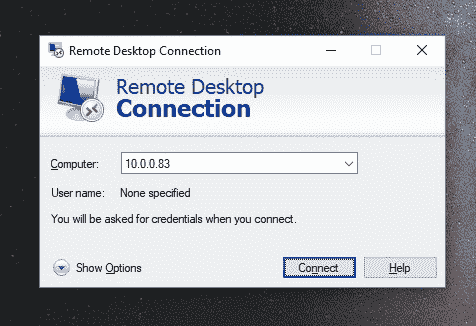 Remote Desktop Connection
Remote Desktop
Connection
Computer: 10.0.0.83
User name: None specified
You will be asked for credentials when you connect.
Show Options Connect Help